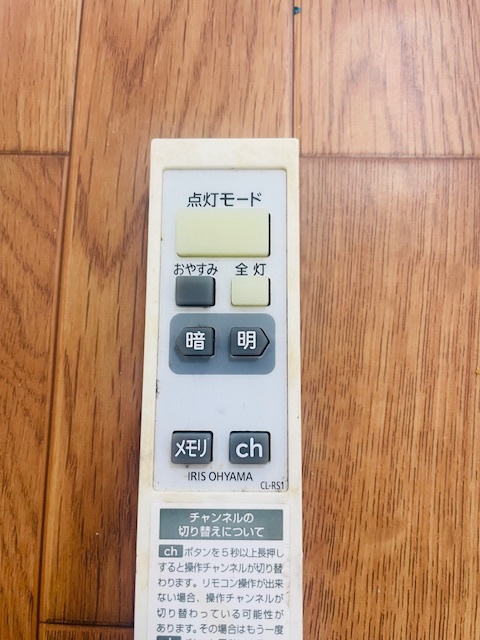 点灯モード
おやすみ 全灯
暗 明
メモリ ch
IRIS OHYAMA
CL-RS1
チャンネルの
切り替えについて
ch ボタンを5秒以上長押し
すると操作チャンネルが切り替
わります。リモコン操作が出来
ない場合、操作チャンネルが
切り替わっている可能性が
あります。その場合はもう一度